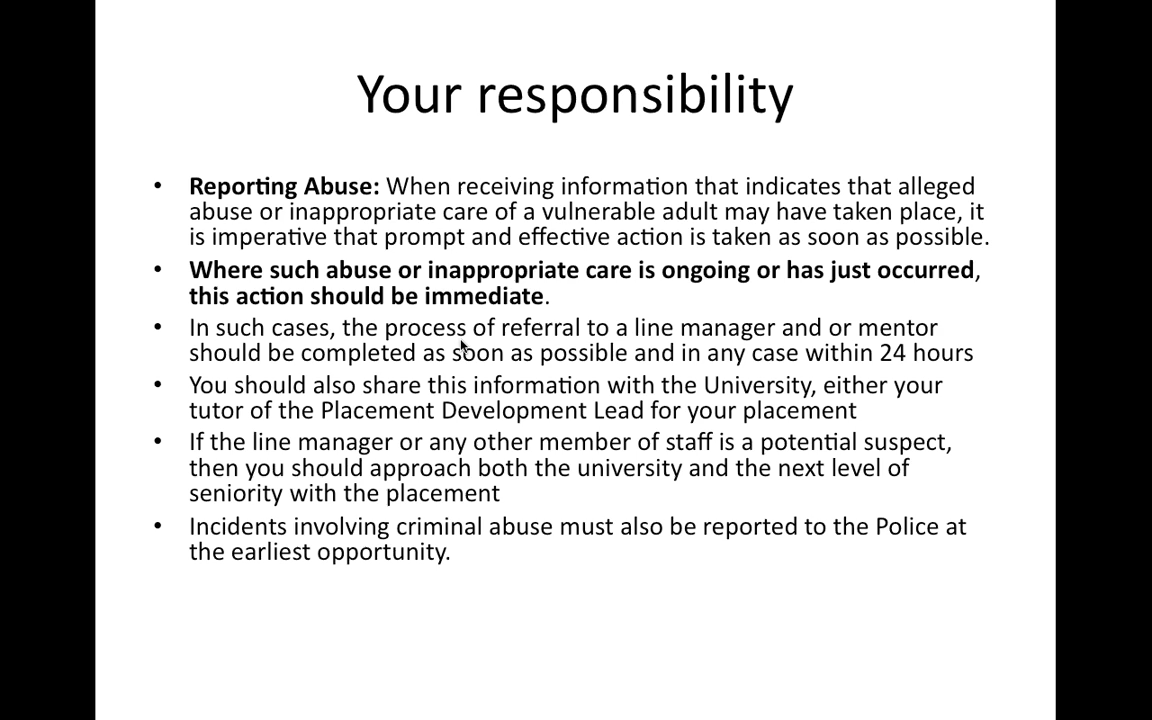 Your responsibility
• Reporting Abuse: When receiving information that indicates that alleged
abuse or inappropriate care of a vulnerable adult may have taken place, it
is imperative that prompt and effective action is taken as soon as possible.
• Where such abuse or inappropriate care is ongoing or has just occurred,
this action should be immediate.
• In such cases, the process of referral to a line manager and or mentor
should be completed as soon as possible and in any case within 24 hours
• You should also share this information with the University, either your
tutor of the Placement Development Lead for your placement
• If the line manager or any other member of staff is a potential suspect,
then you should approach both the university and the next level of
seniority with the placement
• Incidents involving criminal abuse must also be reported to the Police at
the earliest opportunity.